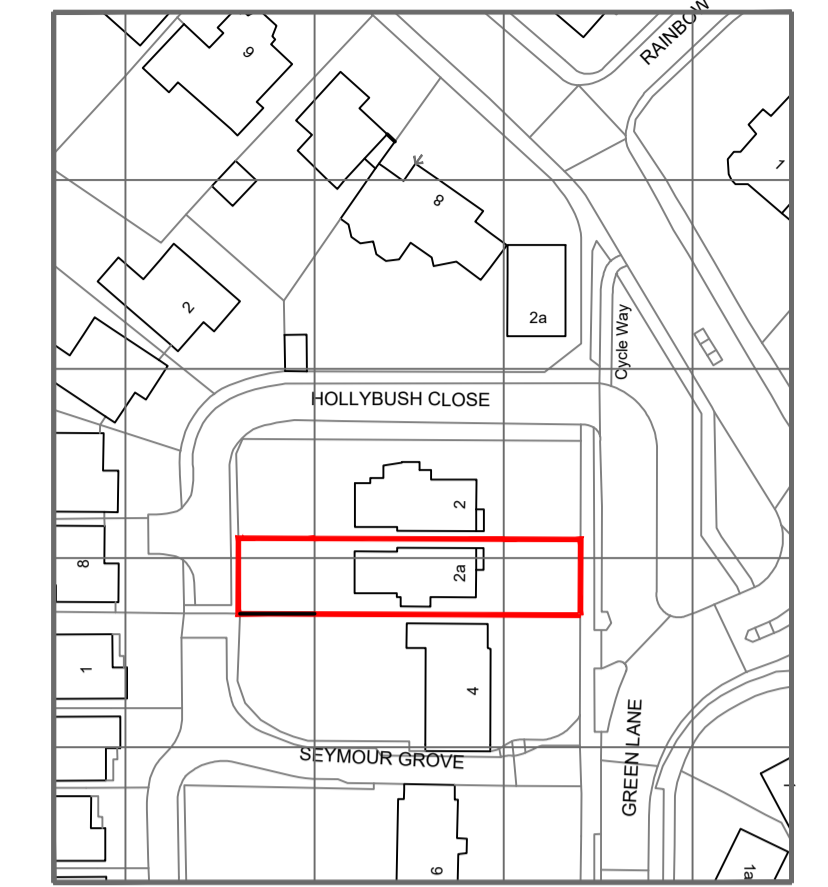 RAINBOW
9
1
8
2
2a
Cycle Way
HOLLYBUSH CLOSE
2
8
2a
1
4
SEYMOUR GROVE
GREEN LANE
6
1a